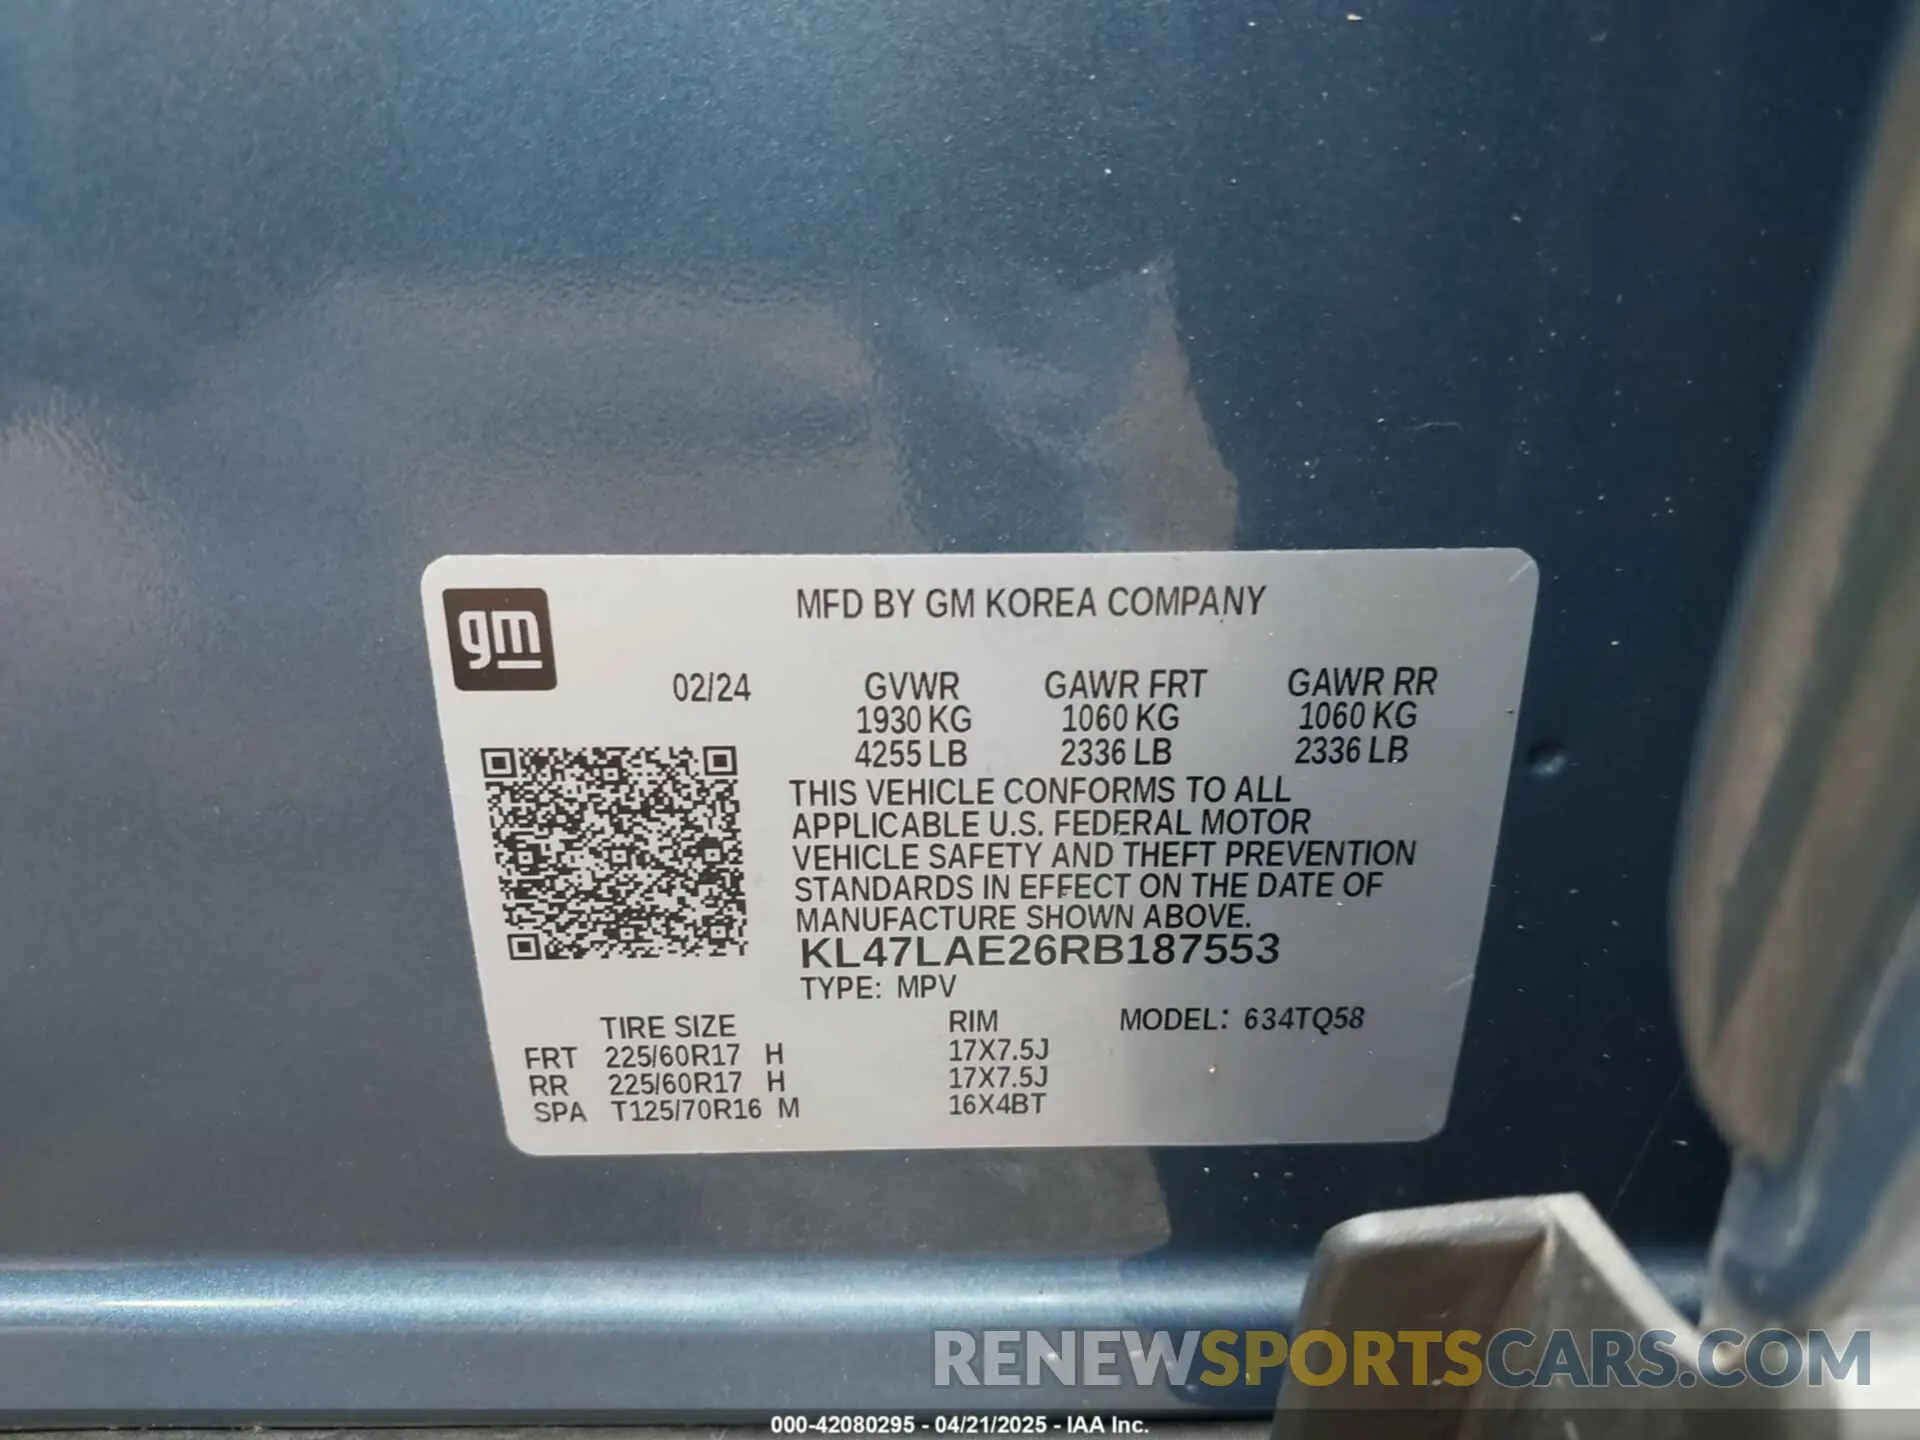 gm
MFD BY GM KOREA COMPANY
02/24 GVWR GAWR FRT GAWR RR
1930 KG 1060 KG 1060 KG
4255 LB 2336 LB 2336 LB
THIS VEHICLE CONFORMS TO ALL
APPLICABLE U.S. FEDERAL MOTOR
VEHICLE SAFETY AND THEFT PREVENTION
STANDARDS IN EFFECT ON THE DATE OF
MANUFACTURE SHOWN ABOVE.
KL47LAE26RB187553
TYPE: MPV
TIRE SIZE RIM MODEL: 634TQ58
FRT 225/60R17 H 17X7.5J
RR 225/60R17 H 17X7.5J
SPA T125/70R16 M 16X4BT
RENEWSPORTSCARS.COM
000-42080295 - 04/21/2025 - IAA Inc.